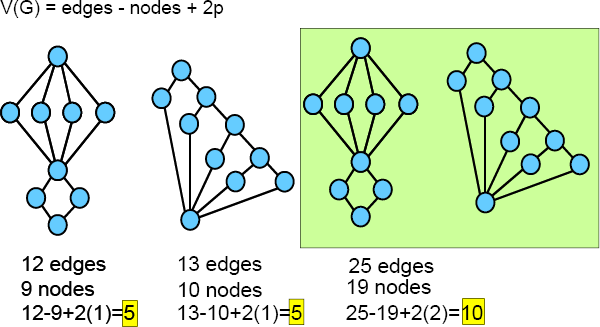 V(G) = edges - nodes + 2p
12 edges
9 nodes
12-9+2(1)=5
13 edges
10 nodes
13-10+2(1)=5
25 edges
19 nodes
25-19+2(2)=10